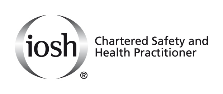 iosh
®
Chartered Safety and
Health Practitioner